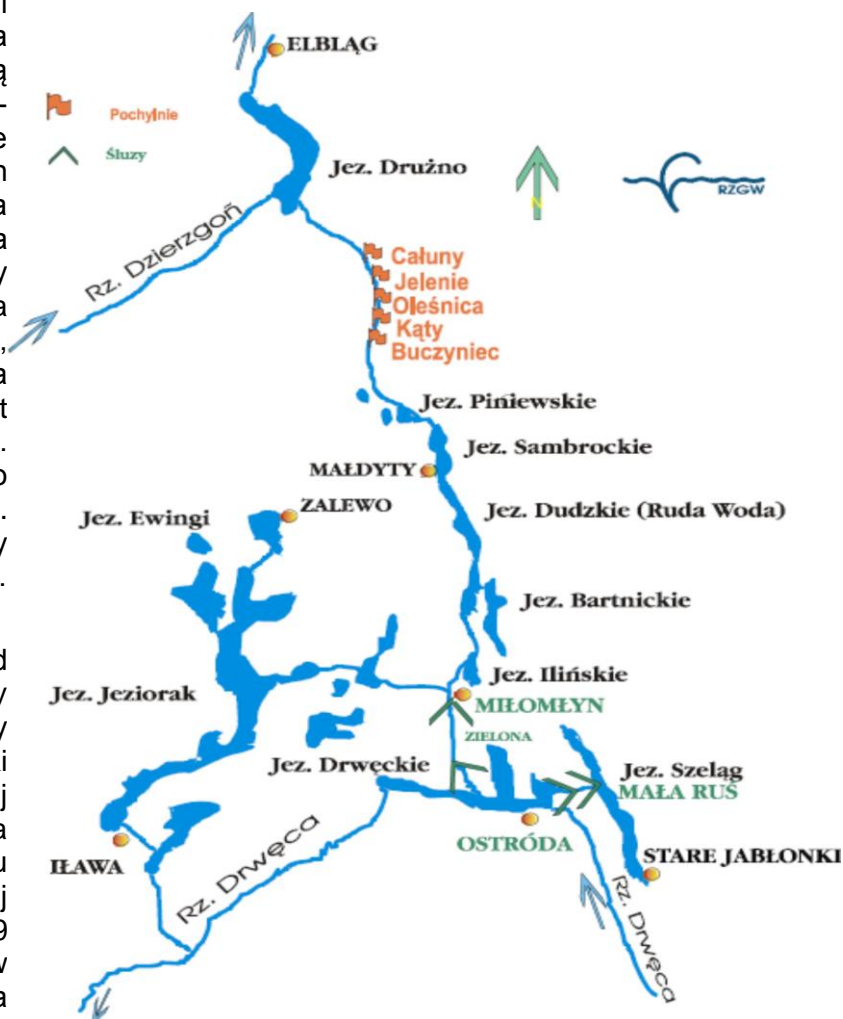 ELBLĄG
Pochylnie
Śluzy
Jez. Drużno
N
RZGW
Rz. Dzierzgoń
Całuny
Jelenie
Oleśnica
Kąty
Buczyniec
Jez. Piniewskie
Jez. Sambrockie
MAŁDYTY
ZALEWO
Jez. Ewingi
Jez. Dudzkie (Ruda Woda)
Jez. Bartnickie
Jez. Ilińskie
Jez. Jeziorak
MIŁOMŁYN
ZIELONA
Jez. Drwęckie
Jez. Szeląg
MAŁA RUŚ
OSTRÓDA
STARE JABŁONKI
IŁAWA
Rz. Drwęca
Rz. Drwęca